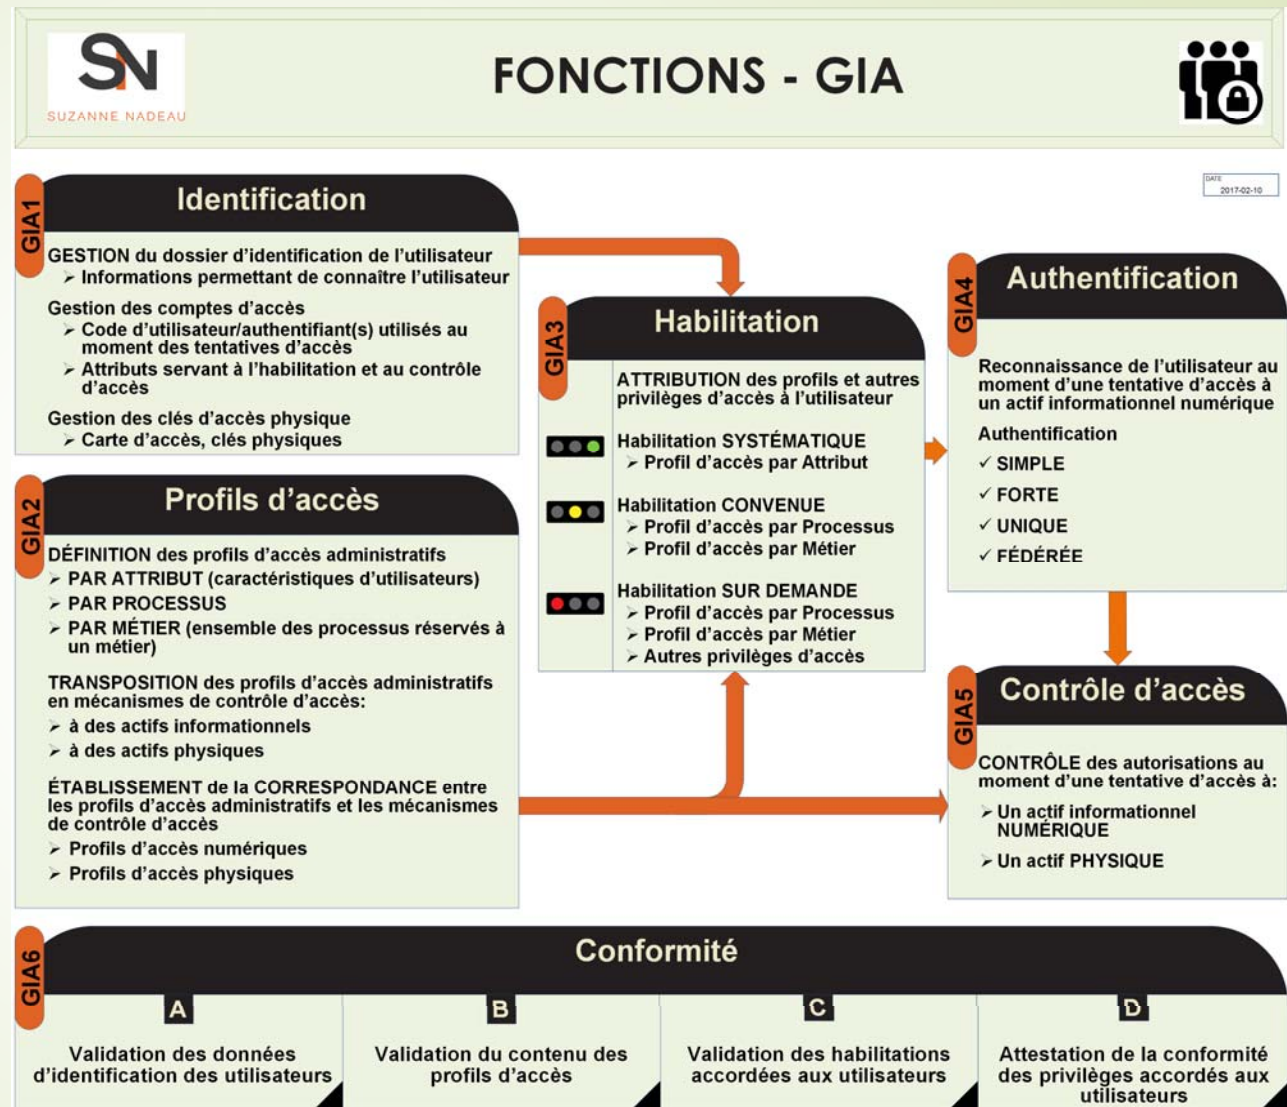 SN
SUZANNE NADEAU
FONCTIONS - GIA
DATE
2017-02-10
GIA1
Identification
GESTION du dossier d'identification de l'utilisateur
➢ Informations permettant de connaître l'utilisateur
Gestion des comptes d'accès
➢ Code d'utilisateur/authentifiant(s) utilisés au
moment des tentatives d'accès
➢ Attributs servant à l'habilitation et au contrôle
d'accès
Gestion des clés d'accès physique
➢ Carte d'accès, clés physiques
GIA2
Profils d'accès
DÉFINITION des profils d'accès administratifs
➢ PAR ATTRIBUT (caractéristiques d'utilisateurs)
➢ PAR PROCESSUS
➢ PAR MÉTIER (ensemble des processus réservés à
un métier)
TRANSPOSITION des profils d'accès administratifs
en mécanismes de contrôle d'accès:
➢ à des actifs informationnels
➢ à des actifs physiques
ÉTABLISSEMENT de la CORRESPONDANCE entre
les profils d'accès administratifs et les mécanismes
de contrôle d'accès
➢ Profils d'accès numériques
➢ Profils d'accès physiques
GIA3
Habilitation
ATTRIBUTION des profils et autres
privilèges d'accès à l'utilisateur
Habilitation SYSTÉMATIQUE
➢ Profil d'accès par Attribut
Habilitation CONVENUE
➢ Profil d'accès par Processus
➢ Profil d'accès par Métier
Habilitation SUR DEMANDE
➢ Profil d'accès par Processus
➢ Profil d'accès par Métier
➢ Autres privilèges d'accès
GIA4
Authentification
Reconnaissance de l'utilisateur au
moment d'une tentative d'accès à
un actif informationnel numérique
Authentification
✓ SIMPLE
✓ FORTE
✓ UNIQUE
✓ FÉDÉRÉE
GIA5
Contrôle d'accès
CONTRÔLE des autorisations au
moment d'une tentative d'accès à:
➢ Un actif informationnel
NUMÉRIQUE
➢ Un actif PHYSIQUE
GIA6
Conformité
A
Validation des données
d'identification des utilisateurs
B
Validation du contenu des
profils d'accès
C
Validation des habilitations
accordées aux utilisateurs
D
Attestation de la conformité
des privilèges accordés aux
utilisateurs